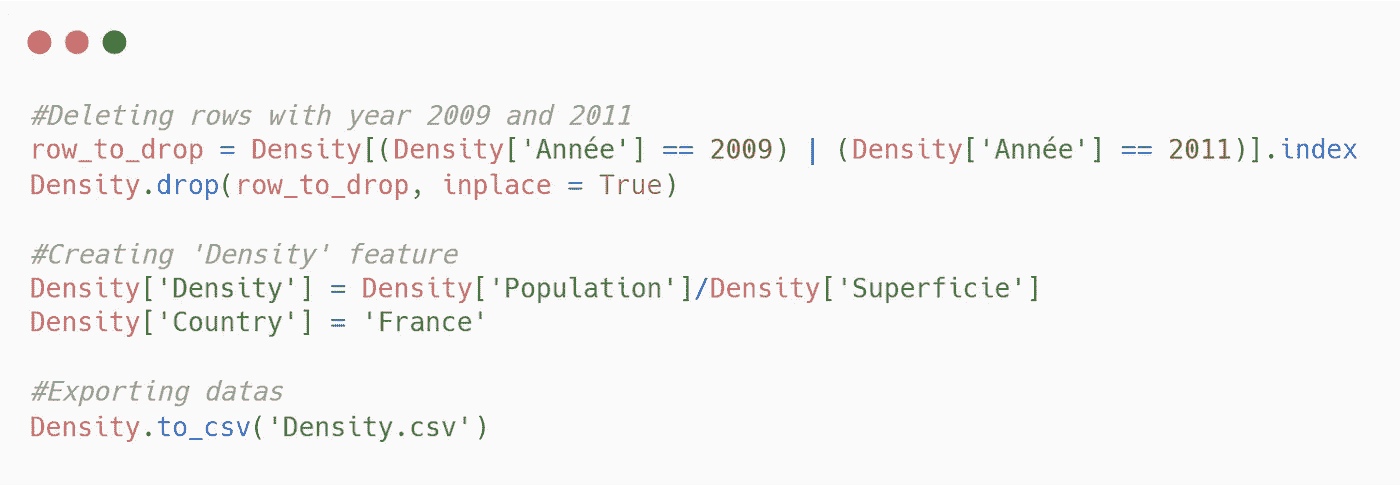 #Deleting rows with year 2009 and 2011
row_to_drop = Density[(Density['Année'] == 2009) | (Density['Année'] == 2011)].index
Density.drop(row_to_drop, inplace = True)
#Creating 'Density' feature
Density['Density'] = Density['Population']/Density['Superficie']
Density['Country'] = 'France'
#Exporting datas
Density.to_csv('Density.csv')